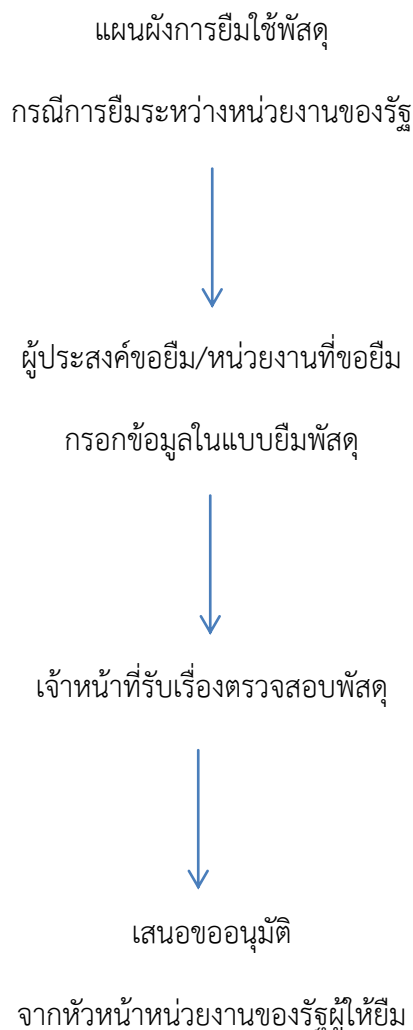 แผนผังการยืมใช้พัสดุ
กรณีการยืมระหว่างหน่วยงานของรัฐ
ผู้ประสงค์ขอยืม/หน่วยงานที่ขอยืม
กรอกข้อมูลในแบบยืมพัสดุ
เจ้าหน้าที่รับเรื่องตรวจสอบพัสดุ
เสนอขออนุมัติ
จากหัวหน้าหน่วยงานของรัฐผู้ให้ยืม